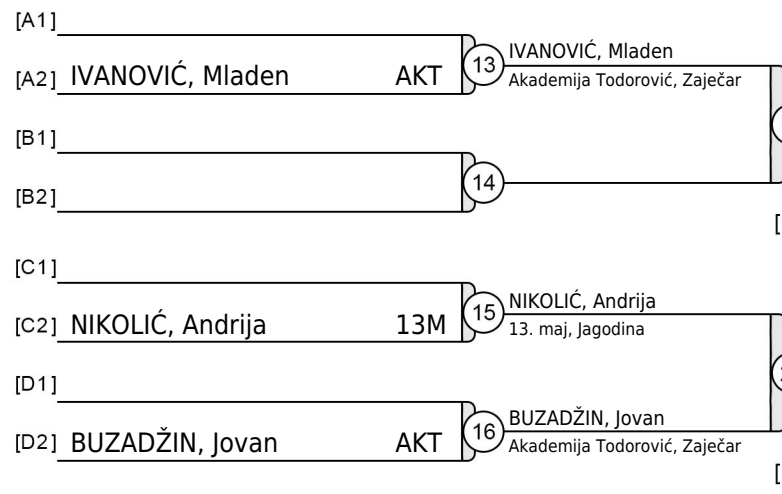 [A1]
[A2] IVANOVIĆ, Mladen AKT
13
IVANOVIĆ, Mladen
Akademija Todorović, Zaječar
[B1]
[B2]
14
[
[C1]
[C2] NIKOLIĆ, Andrija 13M
15
NIKOLIĆ, Andrija
13. maj, Jagodina
[D1]
[D2] BUZADŽIN, Jovan AKT
16
BUZADŽIN, Jovan
Akademija Todorović, Zaječar
[